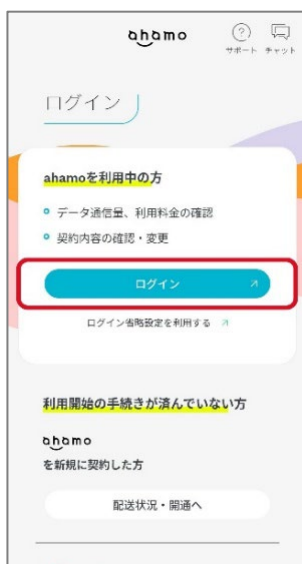 ahamo
サポート チャット
ログイン
ahamoを利用中の方
データ通信量、利用料金の確認
契約内容の確認・変更
ログイン
ログイン省略設定を利用する
利用開始の手続きが済んでいない方
ahamo
を新規に契約した方
配送状況・開通へ